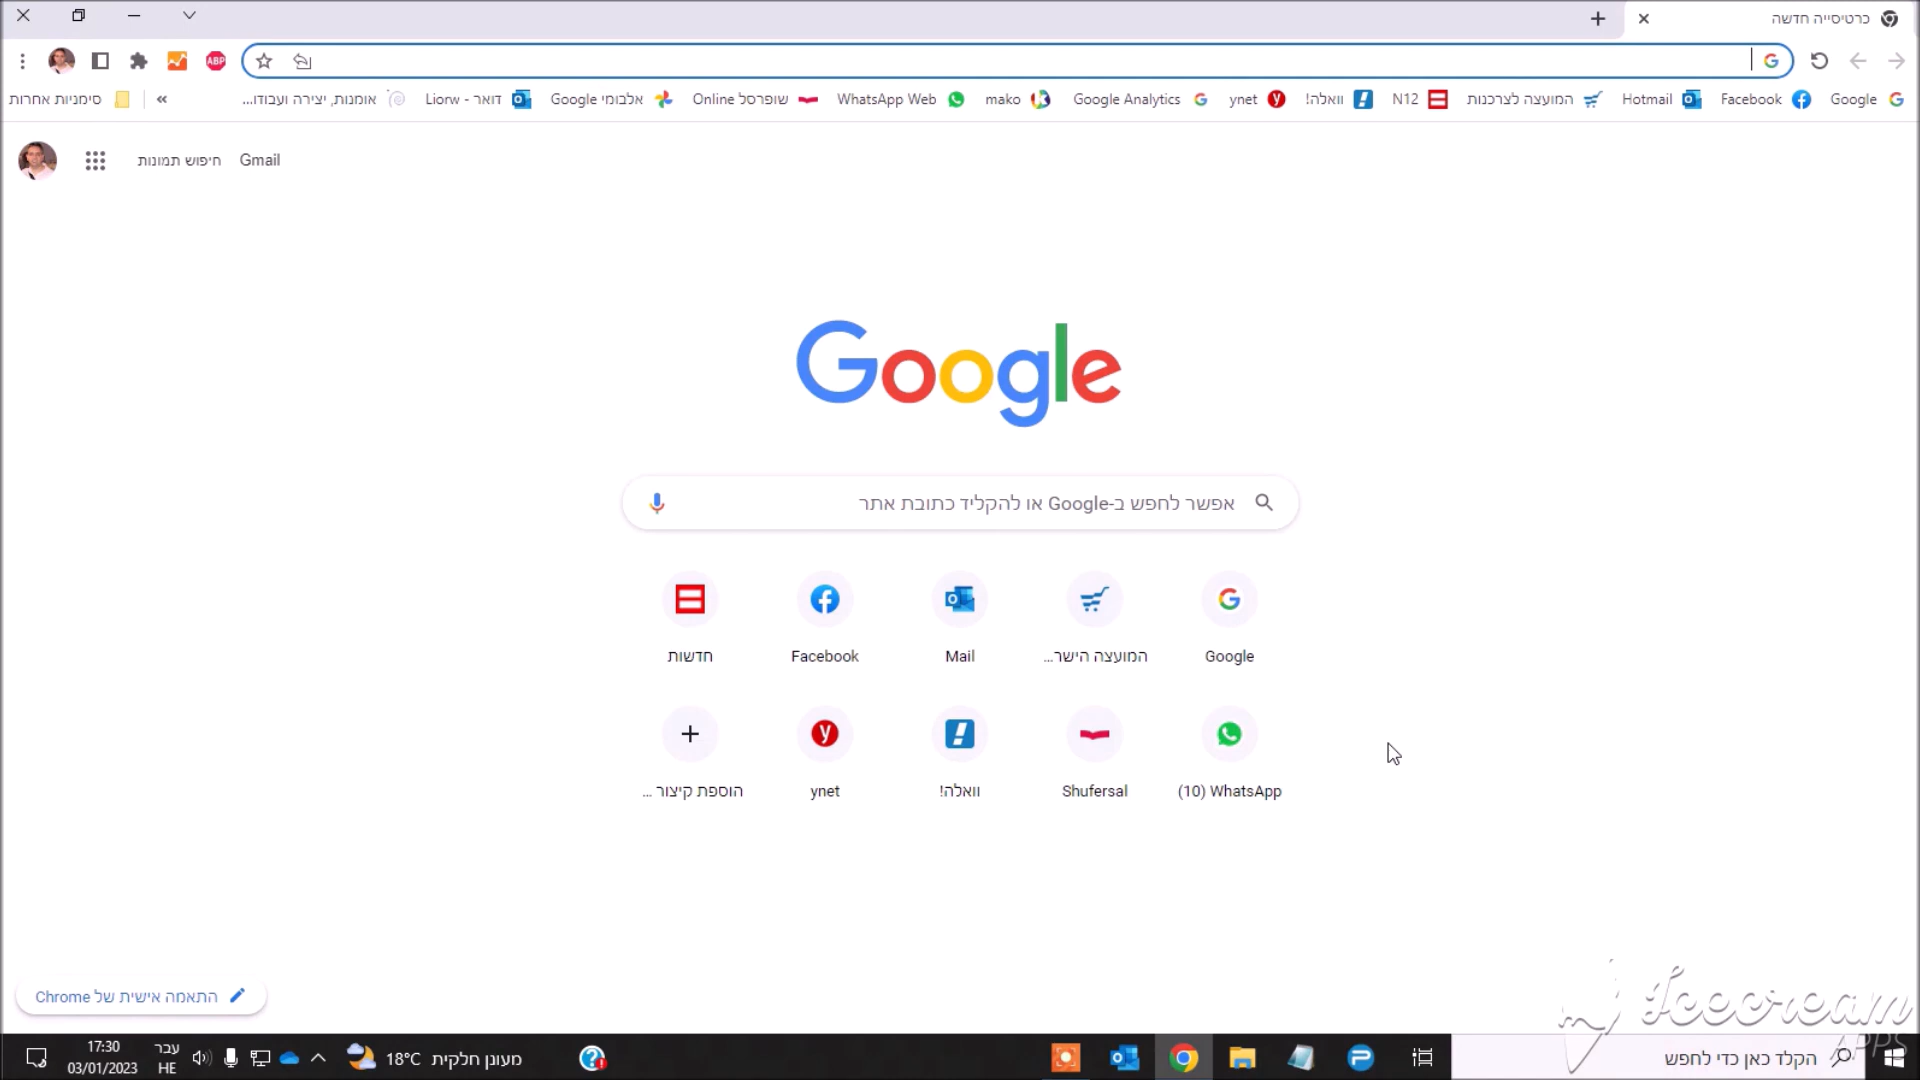 כרטיסייה חדשה
Google
Facebook
Hotmail
המועצה לצרכנות
N12
וואלה!
ynet
Google Analytics
mako
WhatsApp Web
שופרסל Online
אלבומי Google
דואר - Liorw
אומנות, יצירה ועבודו...
«
סימניות אחרות
ABP
Gmail
חיפוש תמונות
Google
אפשר לחפש ב-Google או להקליד כתובת אתר
Google
המועצה הישר...
Mail
Facebook
חדשות
(10) WhatsApp
Shufersal
וואלה!
ynet
הוספת קיצור ...
התאמה אישית של Chrome
Icecream
APPS
הקלד כאן כדי לחפש
18°C מעונן חלקית
עבר
HE
17:30
03/01/2023